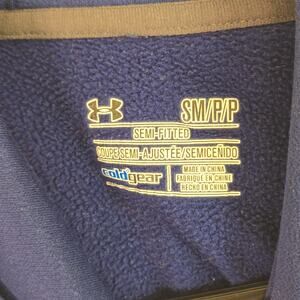 SM/P/P
SEMI-FITTED
COUPE SEMI-AJUSTÉE/SEMICEÑIDO
coldgear
MADE IN CHINA
FABRIQUÉ EN CHINE
HECHO EN CHINA